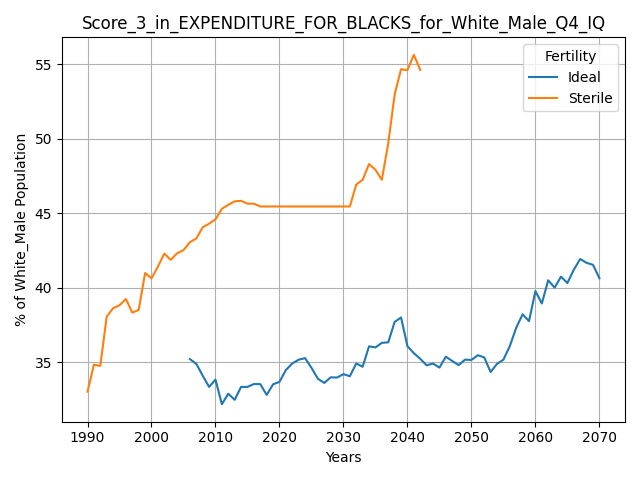 Score_3_in_EXPENDITURE_FOR_BLACKS_for_White_Male_Q4_IQ
% of White_Male Population
55
50
45
40
35
Fertility
Ideal
Sterile
1990 2000 2010 2020 2030 2040 2050 2060 2070
Years